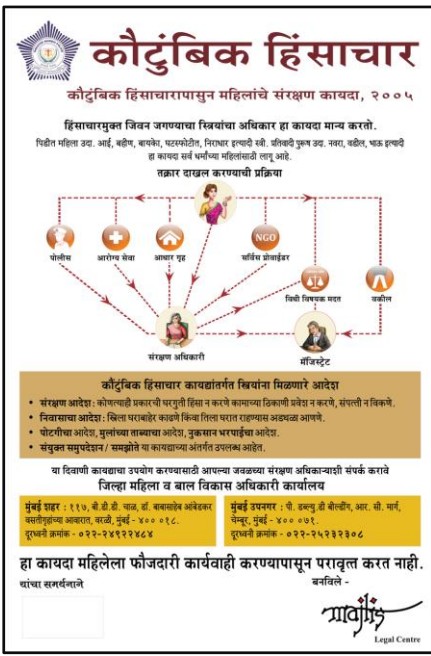 कौटुंबिक हिंसाचार
कौटुंबिक हिंसाचारापासुन महिलांचे संरक्षण कायदा, २००५
हिंसाचारमुक्त जिवन जगण्याचा स्त्रियांचा अधिकार हा कायदा मान्य करतो.
पिडीत महिला उदा. आई, बहीण, बायको, घटस्फोटीत, निराधार इत्यादी स्त्री. प्रतिवादी पुरूष उदा. नवरा, वडील, भाऊ इत्यादी
हा कायदा सर्व धर्मांच्या महिलांसाठी लागू आहे.
तक्रार दाखल करण्याची प्रक्रिया
NGO
पोलीस
आरोग्य सेवा
आधार गृह
सर्विस प्रोवाईडर
विधी विषयक मदत
वकील
संरक्षण अधिकारी
मॅजिस्ट्रेट
कौटुंबिक हिंसाचार कायद्यांतर्गत स्त्रियांना मिळणारे आदेश
• संरक्षण आदेश : कोणत्याही प्रकारची घरगुती हिंसा न करणे कामाच्या ठिकाणी प्रवेश न करणे, संपत्ती न विकणे.
• निवासाचा आदेश : स्त्रिला घराबाहेर काढणे किंवा तिला घरात राहण्यास अडथळा आणणे.
• पोटगीचा आदेश, मुलांच्या ताब्याचा आदेश, नुकसान भरपाईचा आदेश.
• संयुक्त समुपदेशन / समझोते या कायद्याच्या अंतर्गत उपलब्ध आहेत.
या दिवाणी कायद्याचा उपयोग करण्यासाठी आपल्या जवळच्या संरक्षण अधिकाऱ्याशी संपर्क करावे
जिल्हा महिला व बाल विकास अधिकारी कार्यालय
मुंबई शहर : ११७, बी.डी.डी. चाळ, डॉ. बाबासाहेब आंबेडकर
वसतीगृहांच्या आवारात, वरळी, मुंबई - ४०० ०१८.
दूरध्वनी क्रमांक - ०२२-२४९२२४८४
मुंबई उपनगर : पी. डब्ल्यु.डी बील्डींग, आर. सी. मार्ग,
चेम्बूर, मुंबई - ४०० ०७१.
दूरध्वनी क्रमांक - ०२२-२५२३२३०८
हा कायदा महिलेला फौजदारी कार्यवाही करण्यापासून परावृत्त करत नाही.
यांचा समर्थनाने
बनविले -
majlis
Legal Centre